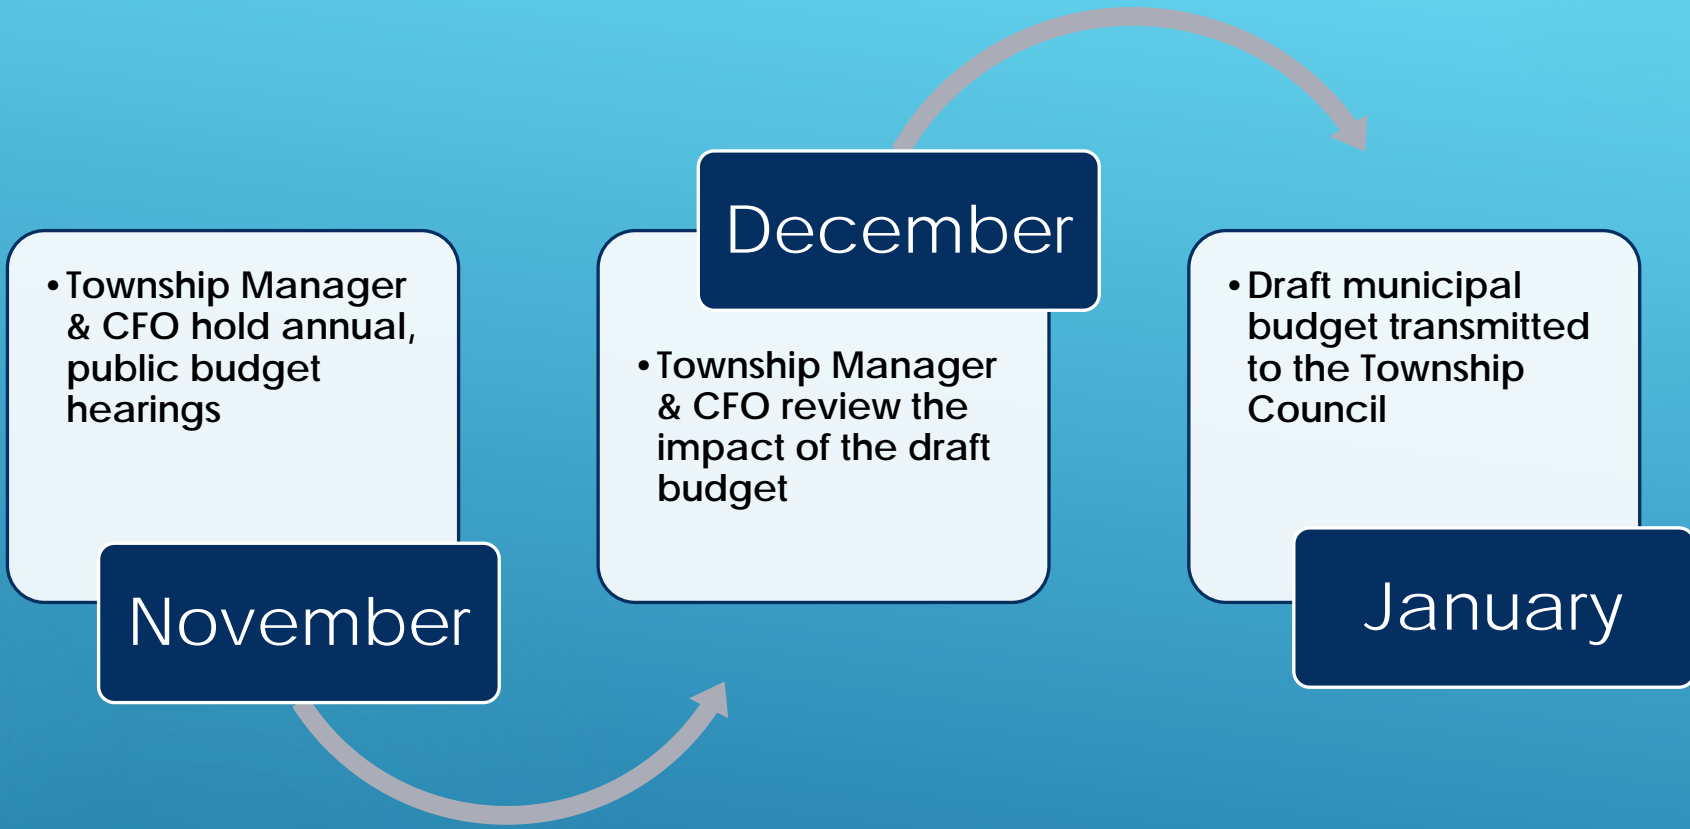 • Township Manager
& CFO hold annual,
public budget
hearings
November
December
• Township Manager
& CFO review the
impact of the draft
budget
• Draft municipal
budget transmitted
to the Township
Council
January